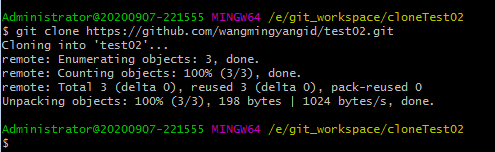 Administrator@20200907-221555 MINGW64 /e/git_workspace/cloneTest02
$ git clone https://github.com/wangmingyangid/test02.git
Cloning into 'test02'...
remote: Enumerating objects: 3, done.
remote: Counting objects: 100% (3/3), done.
remote: Total 3 (delta 0), reused 3 (delta 0), pack-reused 0
Unpacking objects: 100% (3/3), 198 bytes | 1024 bytes/s, done.
Administrator@20200907-221555 MINGW64 /e/git_workspace/cloneTest02
$